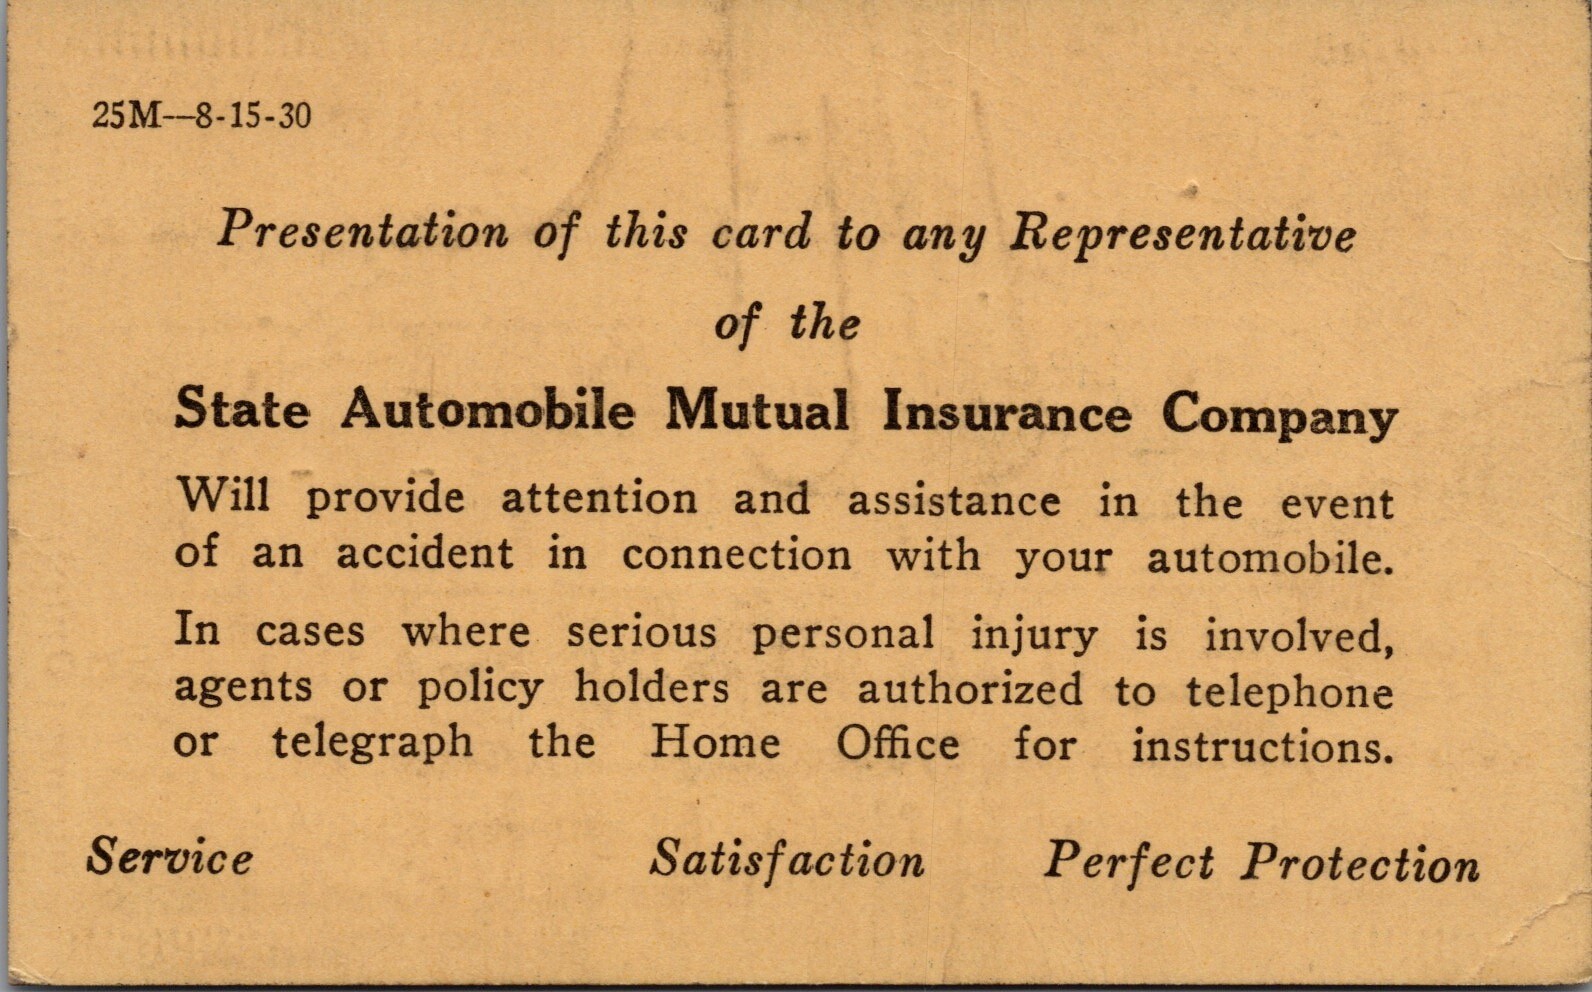 25M—8-15-30
Presentation of this card to any Representative
of the
State Automobile Mutual Insurance Company
Will provide attention and assistance in the event
of an accident in connection with your automobile.
In cases where serious personal injury is involved,
agents or policy holders are authorized to telephone
or telegraph the Home Office for instructions.
Service Satisfaction Perfect Protection